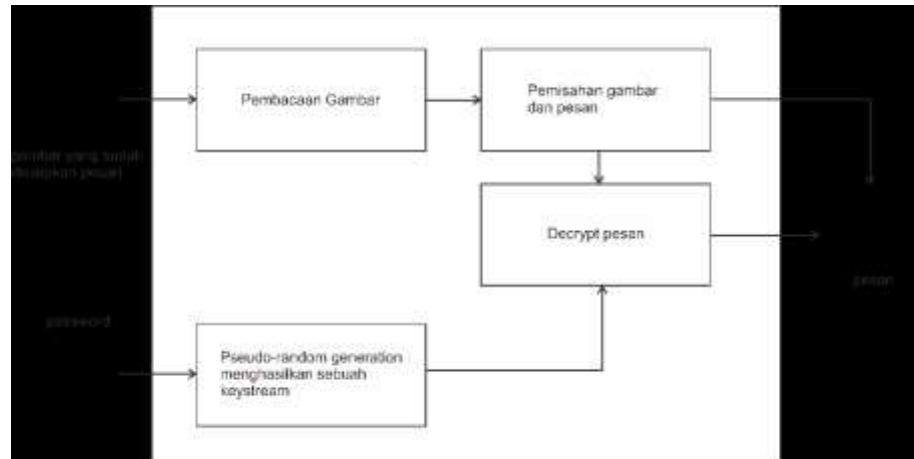 Pembacaan Gambar
Pemisahan gambar
dan pesan
gambar yang sudah
disisipkan pesan
Decrypt pesan
pesan
password
Pseudo-random generation
menghasilkan sebuah
keystream